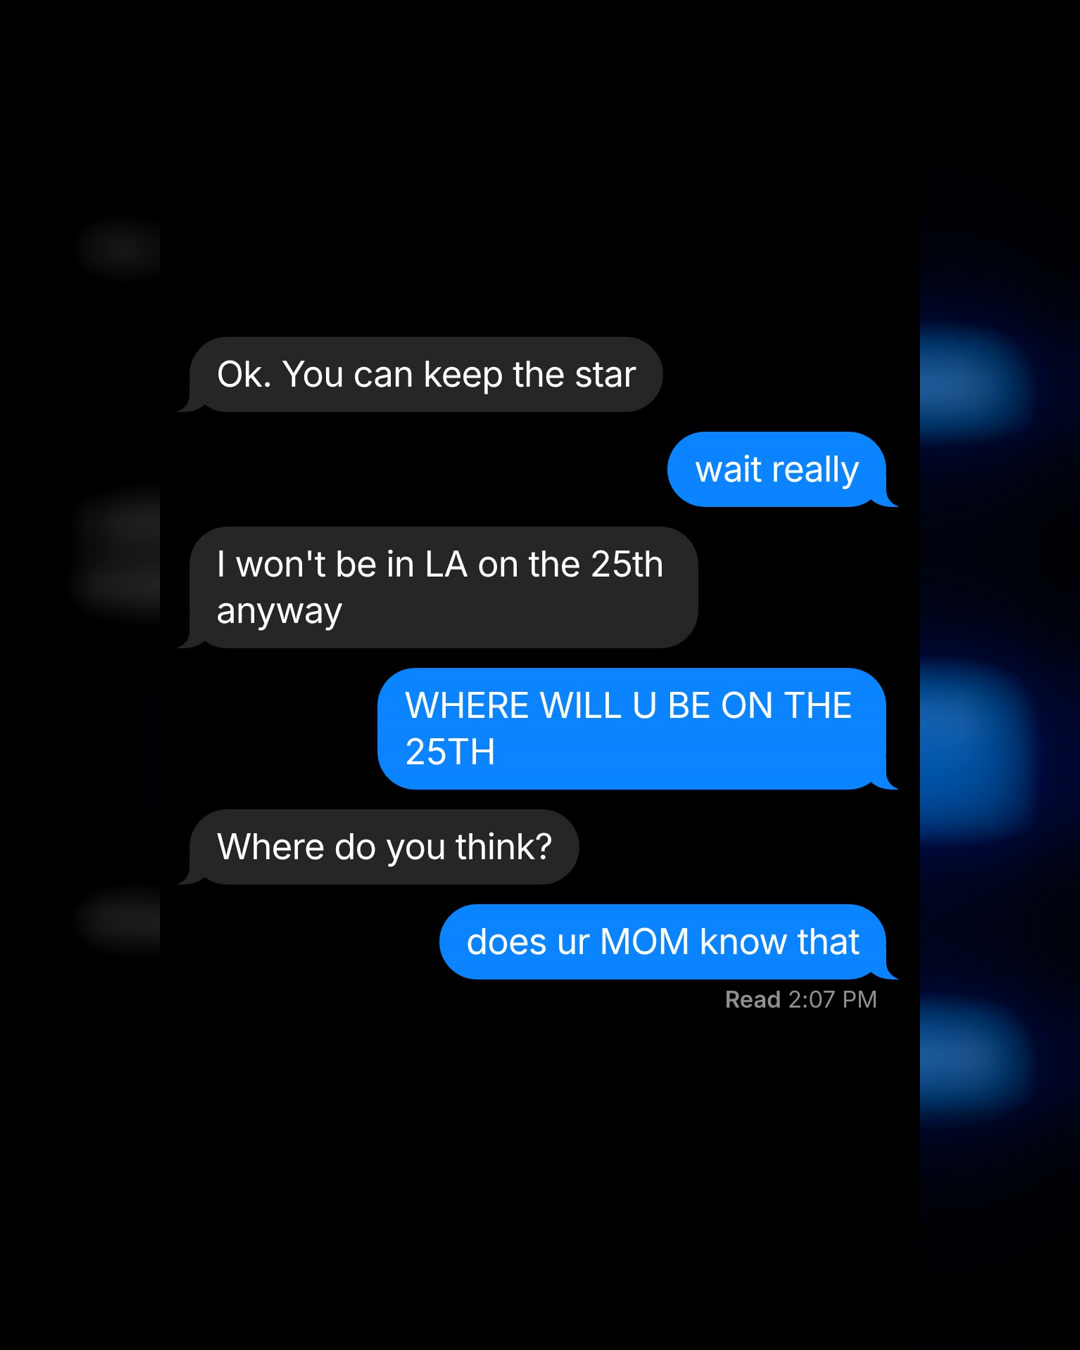 Ok. You can keep the star
wait really
I won't be in LA on the 25th
anyway
WHERE WILL U BE ON THE
25TH
Where do you think?
does ur MOM know that
Read 2:07 PM